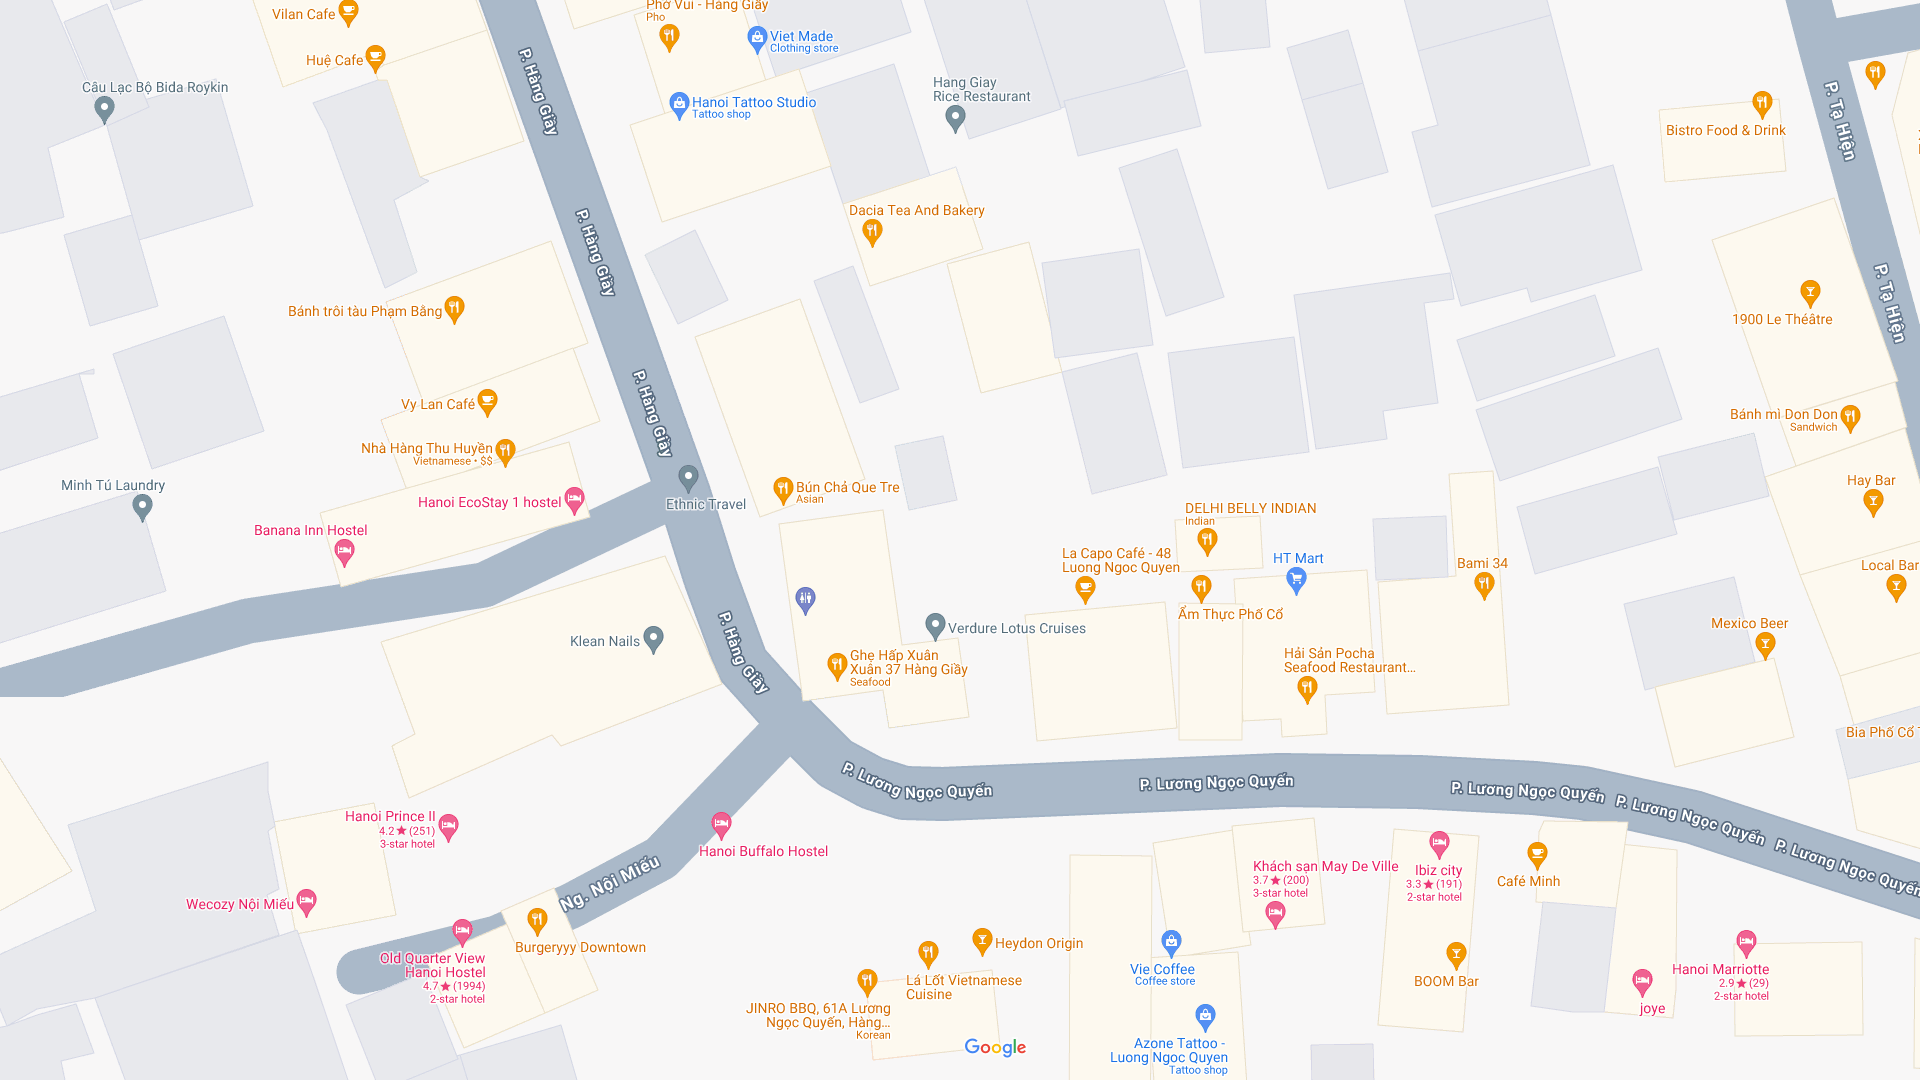 Vilan Cafe
Huệ Cafe
Câu Lạc Bộ Bida Roykin
P. Hàng Giầy
Phở Vui - Hàng Giầy
Pho
Viet Made
Clothing store
Hanoi Tattoo Studio
Tattoo shop
Hang Giay
Rice Restaurant
Bistro Food & Drink
P. Tạ Hiện
Dacia Tea And Bakery
P. Hàng Giầy
P. Tạ Hiện
Bánh trôi tàu Phạm Bằng
1900 Le Théâtre
Vy Lan Café
P. Hàng Giầy
Bánh mì Don Don
Sandwich
Nhà Hàng Thu Huyền
Vietnamese • $$
Minh Tú Laundry
Hanoi EcoStay 1 hostel
Ethnic Travel
Bún Chả Que Tre
Asian
Hay Bar
Banana Inn Hostel
DELHI BELLY INDIAN
Indian
La Capo Café - 48
Luong Ngoc Quyen
HT Mart
Bami 34
Local Bar
Ẩm Thực Phố Cổ
Mexico Beer
Klean Nails
P. Hàng Giầy
Verdure Lotus Cruises
Ghẹ Hấp Xuân
Xuân 37 Hàng Giầy
Seafood
Hải Sản Pocha
Seafood Restaurant...
Bia Phố Cổ
P. Lương Ngọc Quyến
P. Lương Ngọc Quyến
P. Lương Ngọc Quyến
P. Lương Ngọc Quyến
P. Lương Ngọc Quyến
Hanoi Prince II
4.2★(251)
3-star hotel
Hanoi Buffalo Hostel
Ng. Nội Miếu
Wecozy Nội Miếu
Khách sạn May De Ville
3.7★(200)
3-star hotel
Ibiz city
3.3★(191)
2-star hotel
Café Minh
Burgeryyy Downtown
Old Quarter View
Hanoi Hostel
4.7★(1994)
2-star hotel
Heydon Origin
Lá Lốt Vietnamese
Cuisine
JINRO BBQ, 61A Lương
Ngọc Quyến, Hàng...
Korean
Vie Coffee
Coffee store
BOOM Bar
Hanoi Marriotte
2.9★(29)
2-star hotel
joye
Azone Tattoo -
Luong Ngoc Quyen
Tattoo shop
Google